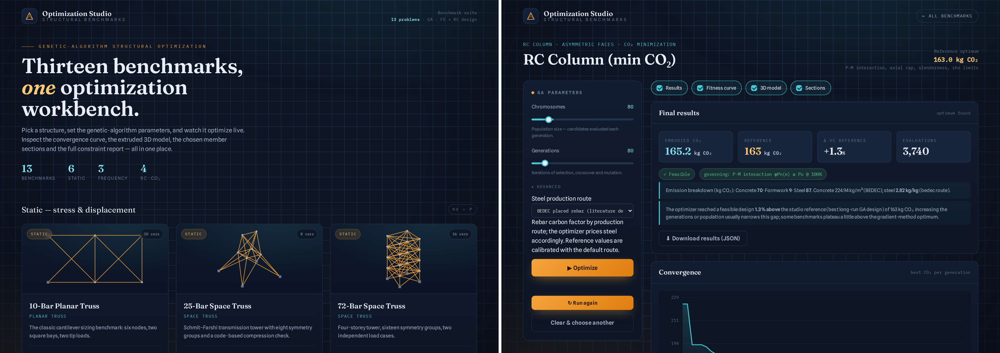 Optimization Studio
STRUCTURAL BENCHMARKS
Benchmark suite
13 problems · GA · FE + RC design
GENETIC-ALGORITHM STRUCTURAL OPTIMIZATION
Thirteen benchmarks,
one optimization
workbench.
Pick a structure, set the genetic-algorithm parameters, and watch it optimize live.
Inspect the convergence curve, the extruded 3D model, the chosen member
sections and the full constraint report — all in one place.
13
BENCHMARKS
6
STATIC
3
FREQUENCY
4
RC · CO₂
Static — stress & displacement
KU = P
STATIC
10 vars
10-Bar Planar Truss
PLANAR TRUSS
The classic cantilever sizing benchmark: six nodes, two
square bays, two tip loads.
STATIC
8 vars
25-Bar Space Truss
SPACE TRUSS
Schmit–Farshi transmission tower with eight symmetry
groups and a code-based compression check.
STATIC
16 vars
72-Bar Space Truss
SPACE TRUSS
Four-storey tower, sixteen symmetry groups, two
independent load cases.
Optimization Studio
STRUCTURAL BENCHMARKS
← ALL BENCHMARKS
RC COLUMN · ASYMMETRIC FACES · CO₂ MINIMIZATION
RC Column (min CO₂)
Reference optimum
163.0 kg CO₂
P-M interaction, axial cap, slenderness, rho limits
GA PARAMETERS
Chromosomes 80
Population size — candidates evaluated each
generation.
Generations 80
Iterations of selection, crossover and mutation.
▸ ADVANCED
Steel production route
BEDEC placed rebar (literature de
Rebar carbon factor by production
route; the optimizer prices steel
accordingly. Reference values are
calibrated with the default route.
▶ Optimize
↻ Run again
Clear & choose another
Results
Fitness curve
3D model
Sections
Final results
optimum found
EMBODIED CO₂
165.2 kg CO₂
REFERENCE
163 kg CO₂
Δ VS REFERENCE
+1.3%
EVALUATIONS
3,740
✓ Feasible
governing: P-M interaction φPn(e) ≥ Pu @ 100%
Emission breakdown (kg CO₂): Concrete 70 · Formwork 9 · Steel 87. Concrete 224.94 kg/m³ (BEDEC); steel 2.82 kg/kg (bedec route).
The optimizer reached a feasible design 1.3% above the studio reference (best long-run GA design) of 163 kg CO₂. Increasing the
generations or population usually narrows this gap; some benchmarks plateau a little above the gradient-method optimum.
⬇ Download results (JSON)
Convergence
best CO₂ per generation
229
211
194